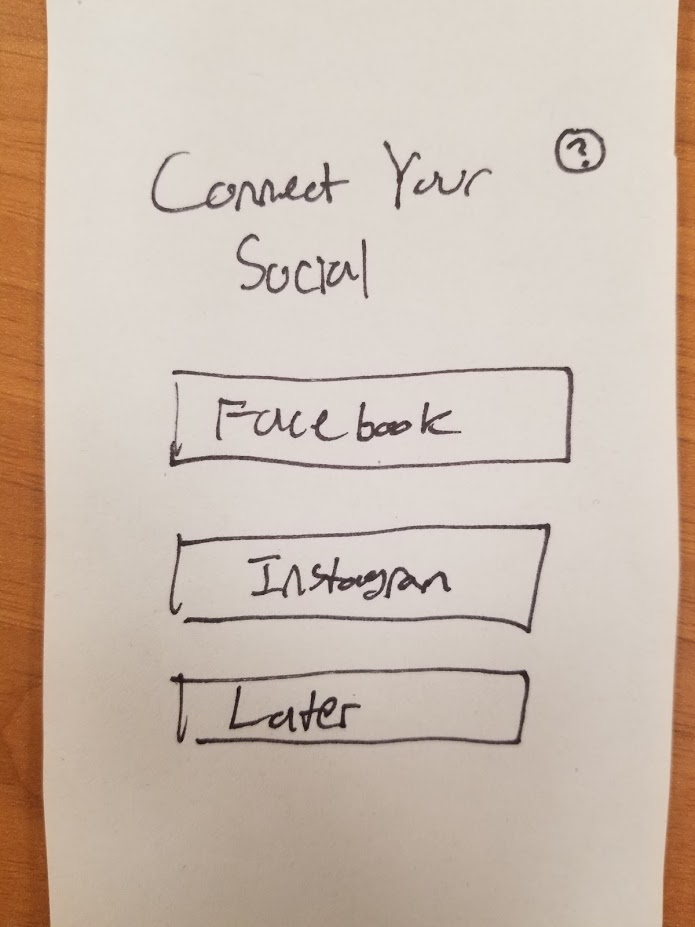 Connect Your
?
Social
Facebook
Instagram
Later